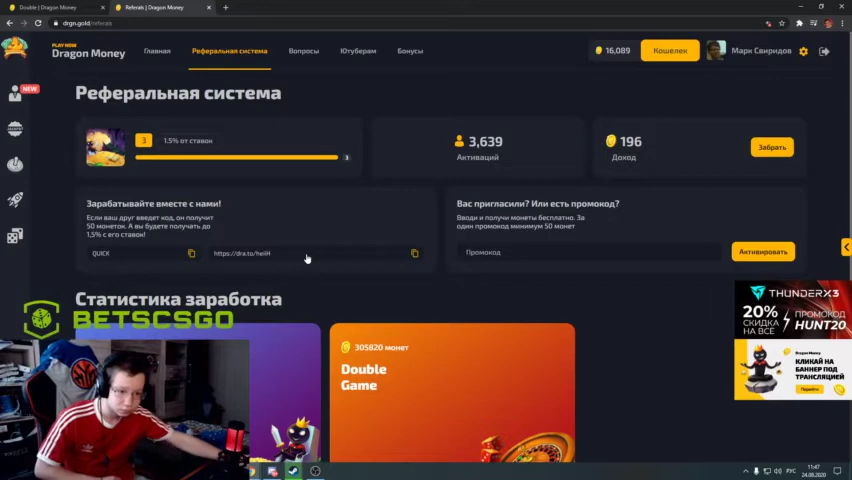 Double | Dragon Money
Referals | Dragon Money
drgn.gold/referals
PLAY NOW
Dragon Money
Главная
Реферальная система
Вопросы
Ютуберам
Бонусы
16,089
Кошелек
Марк Свиридов
NEW
JACKPOT
Реферальная система
3
1.5% от ставок
3
3,639
Активаций
196
Доход
Забрать
Зарабатывайте вместе с нами!
Если ваш друг введет код, он получит
50 монеток. А вы будете получать до
1,5% с его ставок!
QUICK
https://dra.to/heiiH
Вас пригласили? Или есть промокод?
Вводи и получи монеты бесплатно. За
один промокод минимум 50 монет
Промокод
Активировать
Статистика заработка
BETSCSGO
305820 монет
Double
Game
THUNDERX3
20%
СКИДКА
НА ВСЕ
ПРОМОКОД
HUNT20
Dragon Money
КЛИКАЙ НА
БАННЕР ПОД
ТРАНСЛЯЦИЕЙ
Перейти
РУС
11:47
24.08.2020